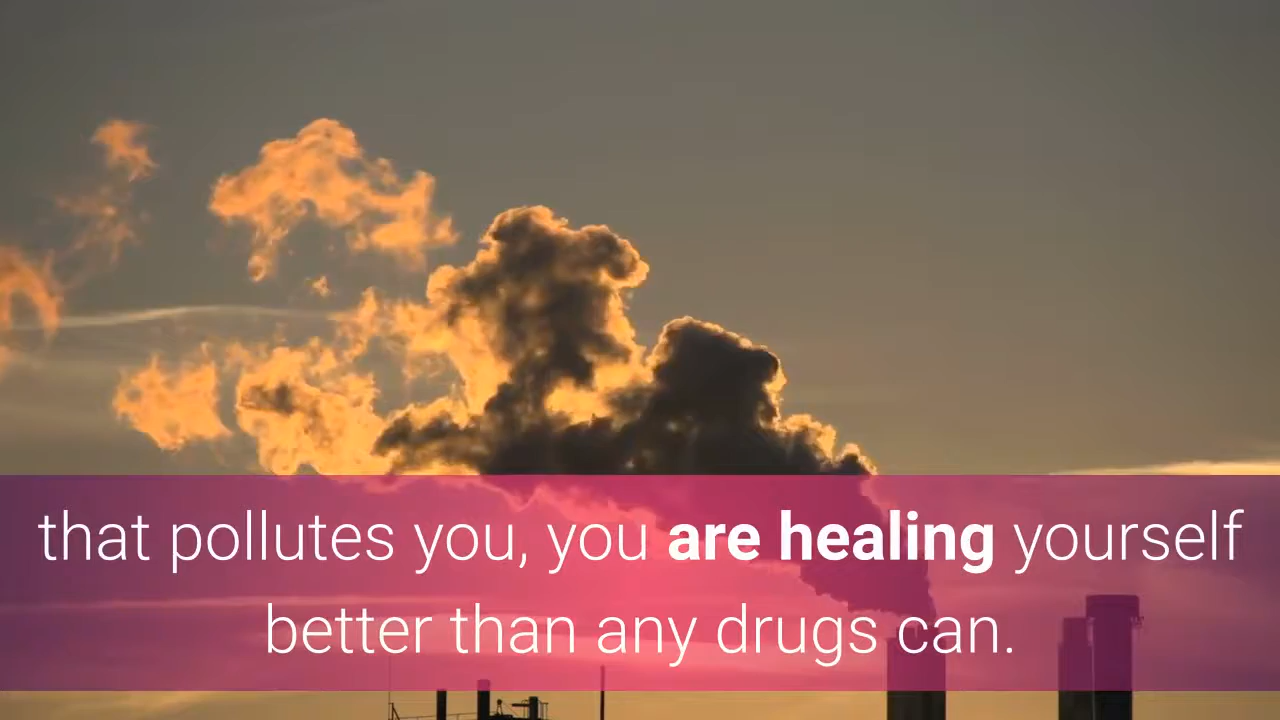 that pollutes you, you are healing yourself
better than any drugs can.